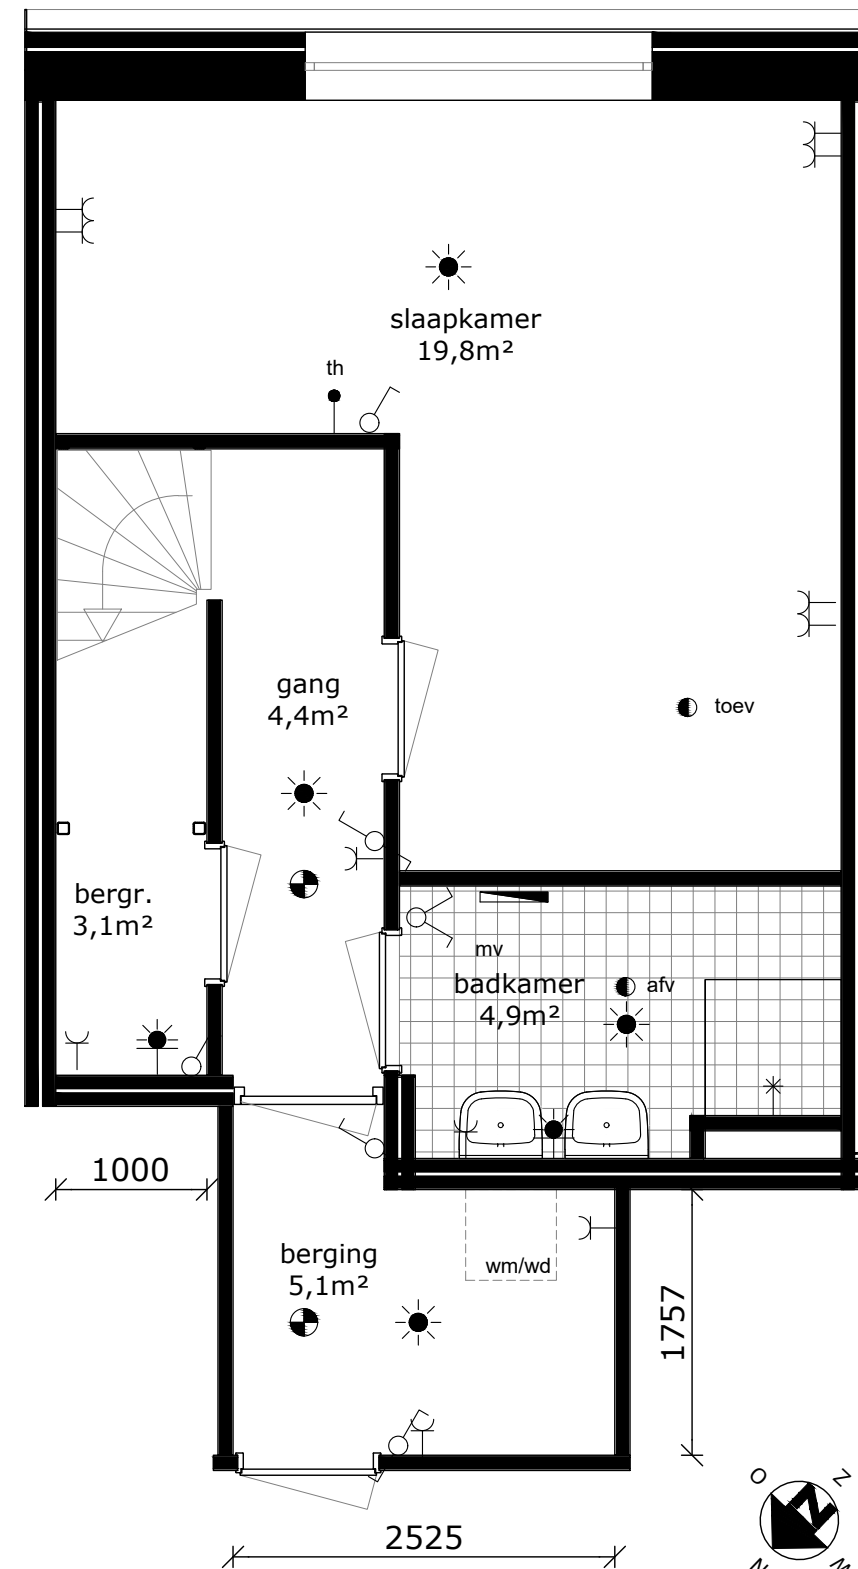 slaapkamer
19,8m²
th
gang
4,4m²
toev
bergr.
3,1m²
mv
badkamer
4,9m²
afv
1000
berging
5,1m²
wm/wd
1757
2525
O
Z
Z
N
W